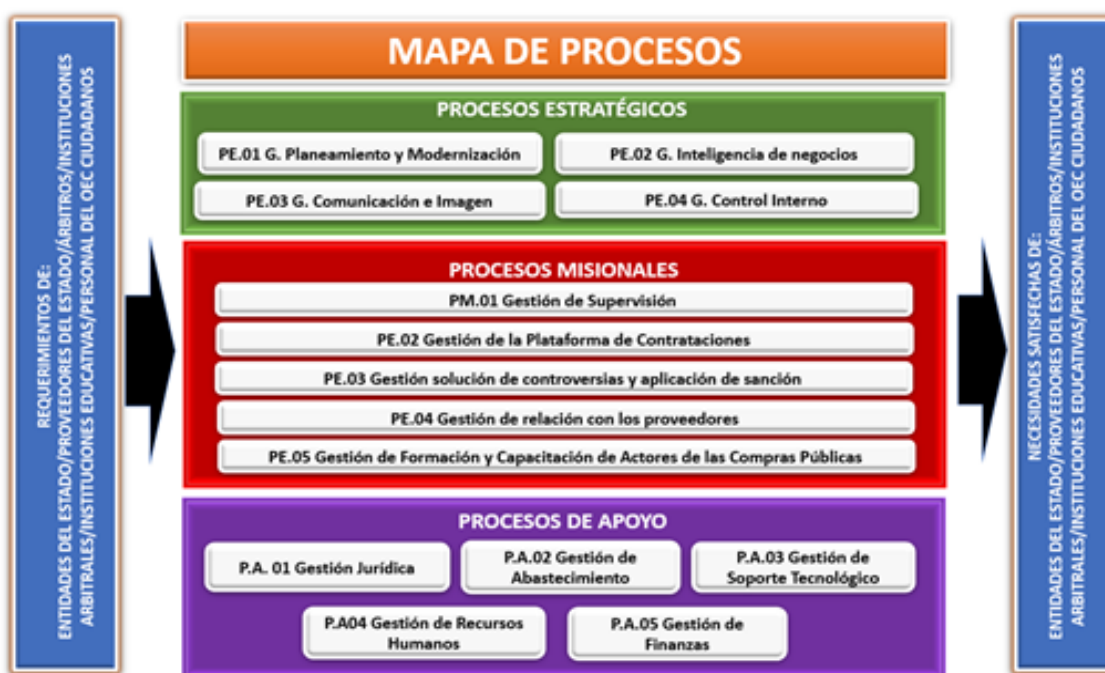 REQUERIMIENTOS DE:
ENTIDADES DEL ESTADO/PROVEEDORES DEL ESTADO/ÁRBITROS/INSTITUCIONES
ARBITRALES/INSTITUCIONES EDUCATIVAS/PERSONAL DEL OEC CIUDADANOS
MAPA DE PROCESOS
PROCESOS ESTRATÉGICOS
PE.01 G. Planeamiento y Modernización
PE.02 G. Inteligencia de negocios
PE.03 G. Comunicación e Imagen
PE.04 G. Control Interno
PROCESOS MISIONALES
PM.01 Gestión de Supervisión
PE.02 Gestión de la Plataforma de Contrataciones
PE.03 Gestión solución de controversias y aplicación de sanción
PE.04 Gestión de relación con los proveedores
PE.05 Gestión de Formación y Capacitación de Actores de las Compras Públicas
PROCESOS DE APOYO
P.A. 01 Gestión Jurídica
P.A.02 Gestión de
Abastecimiento
P.A.03 Gestión de
Soporte Tecnológico
P.A04 Gestión de Recursos
Humanos
P.A.05 Gestión de
Finanzas
NECESIDADES SATISFECHAS DE:
ENTIDADES DEL ESTADO/PROVEEDORES DEL ESTADO/ÁRBITROS/INSTITUCIONES
ARBITRALES/INSTITUCIONES EDUCATIVAS/PERSONAL DEL OEC CIUDADANOS